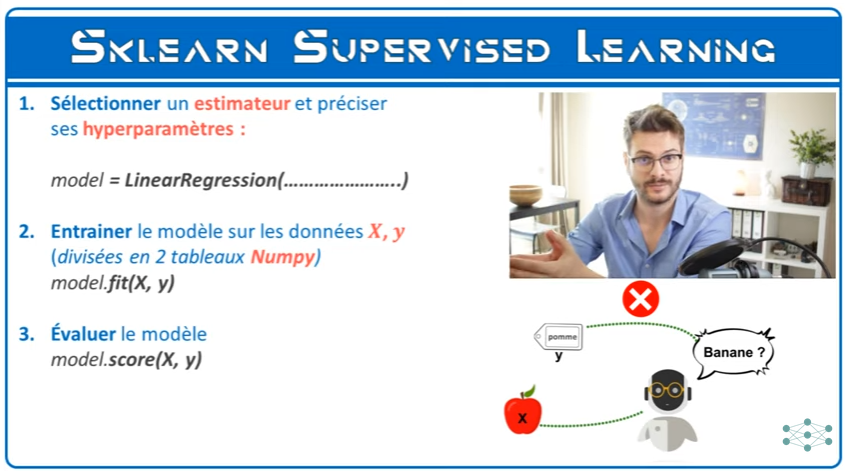 SKLEARN SUPERVISED LEARNING
1. Sélectionner un estimateur et préciser
ses hyperparamètres :
model = LinearRegression(…………………..)
2. Entrainer le modèle sur les données X, y
(divisées en 2 tableaux Numpy)
model.fit(X, y)
3. Évaluer le modèle
model.score(X, y)
pomme
y
Banane ?
X